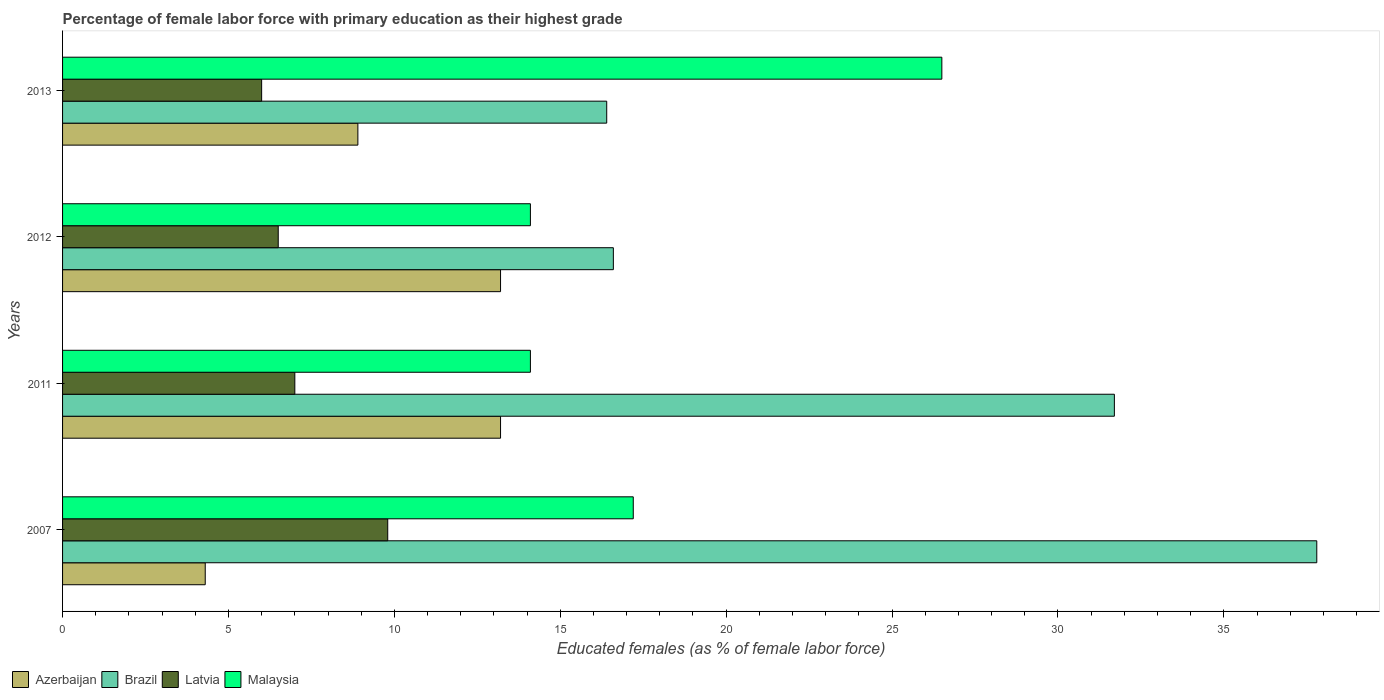 Percentage of female labor force with primary education as their highest grade
2013
2012
2011
2007
Years
0
5
10
15
20
25
30
35
Educated females (as % of female labor force)
Azerbaijan
Brazil
Latvia
Malaysia